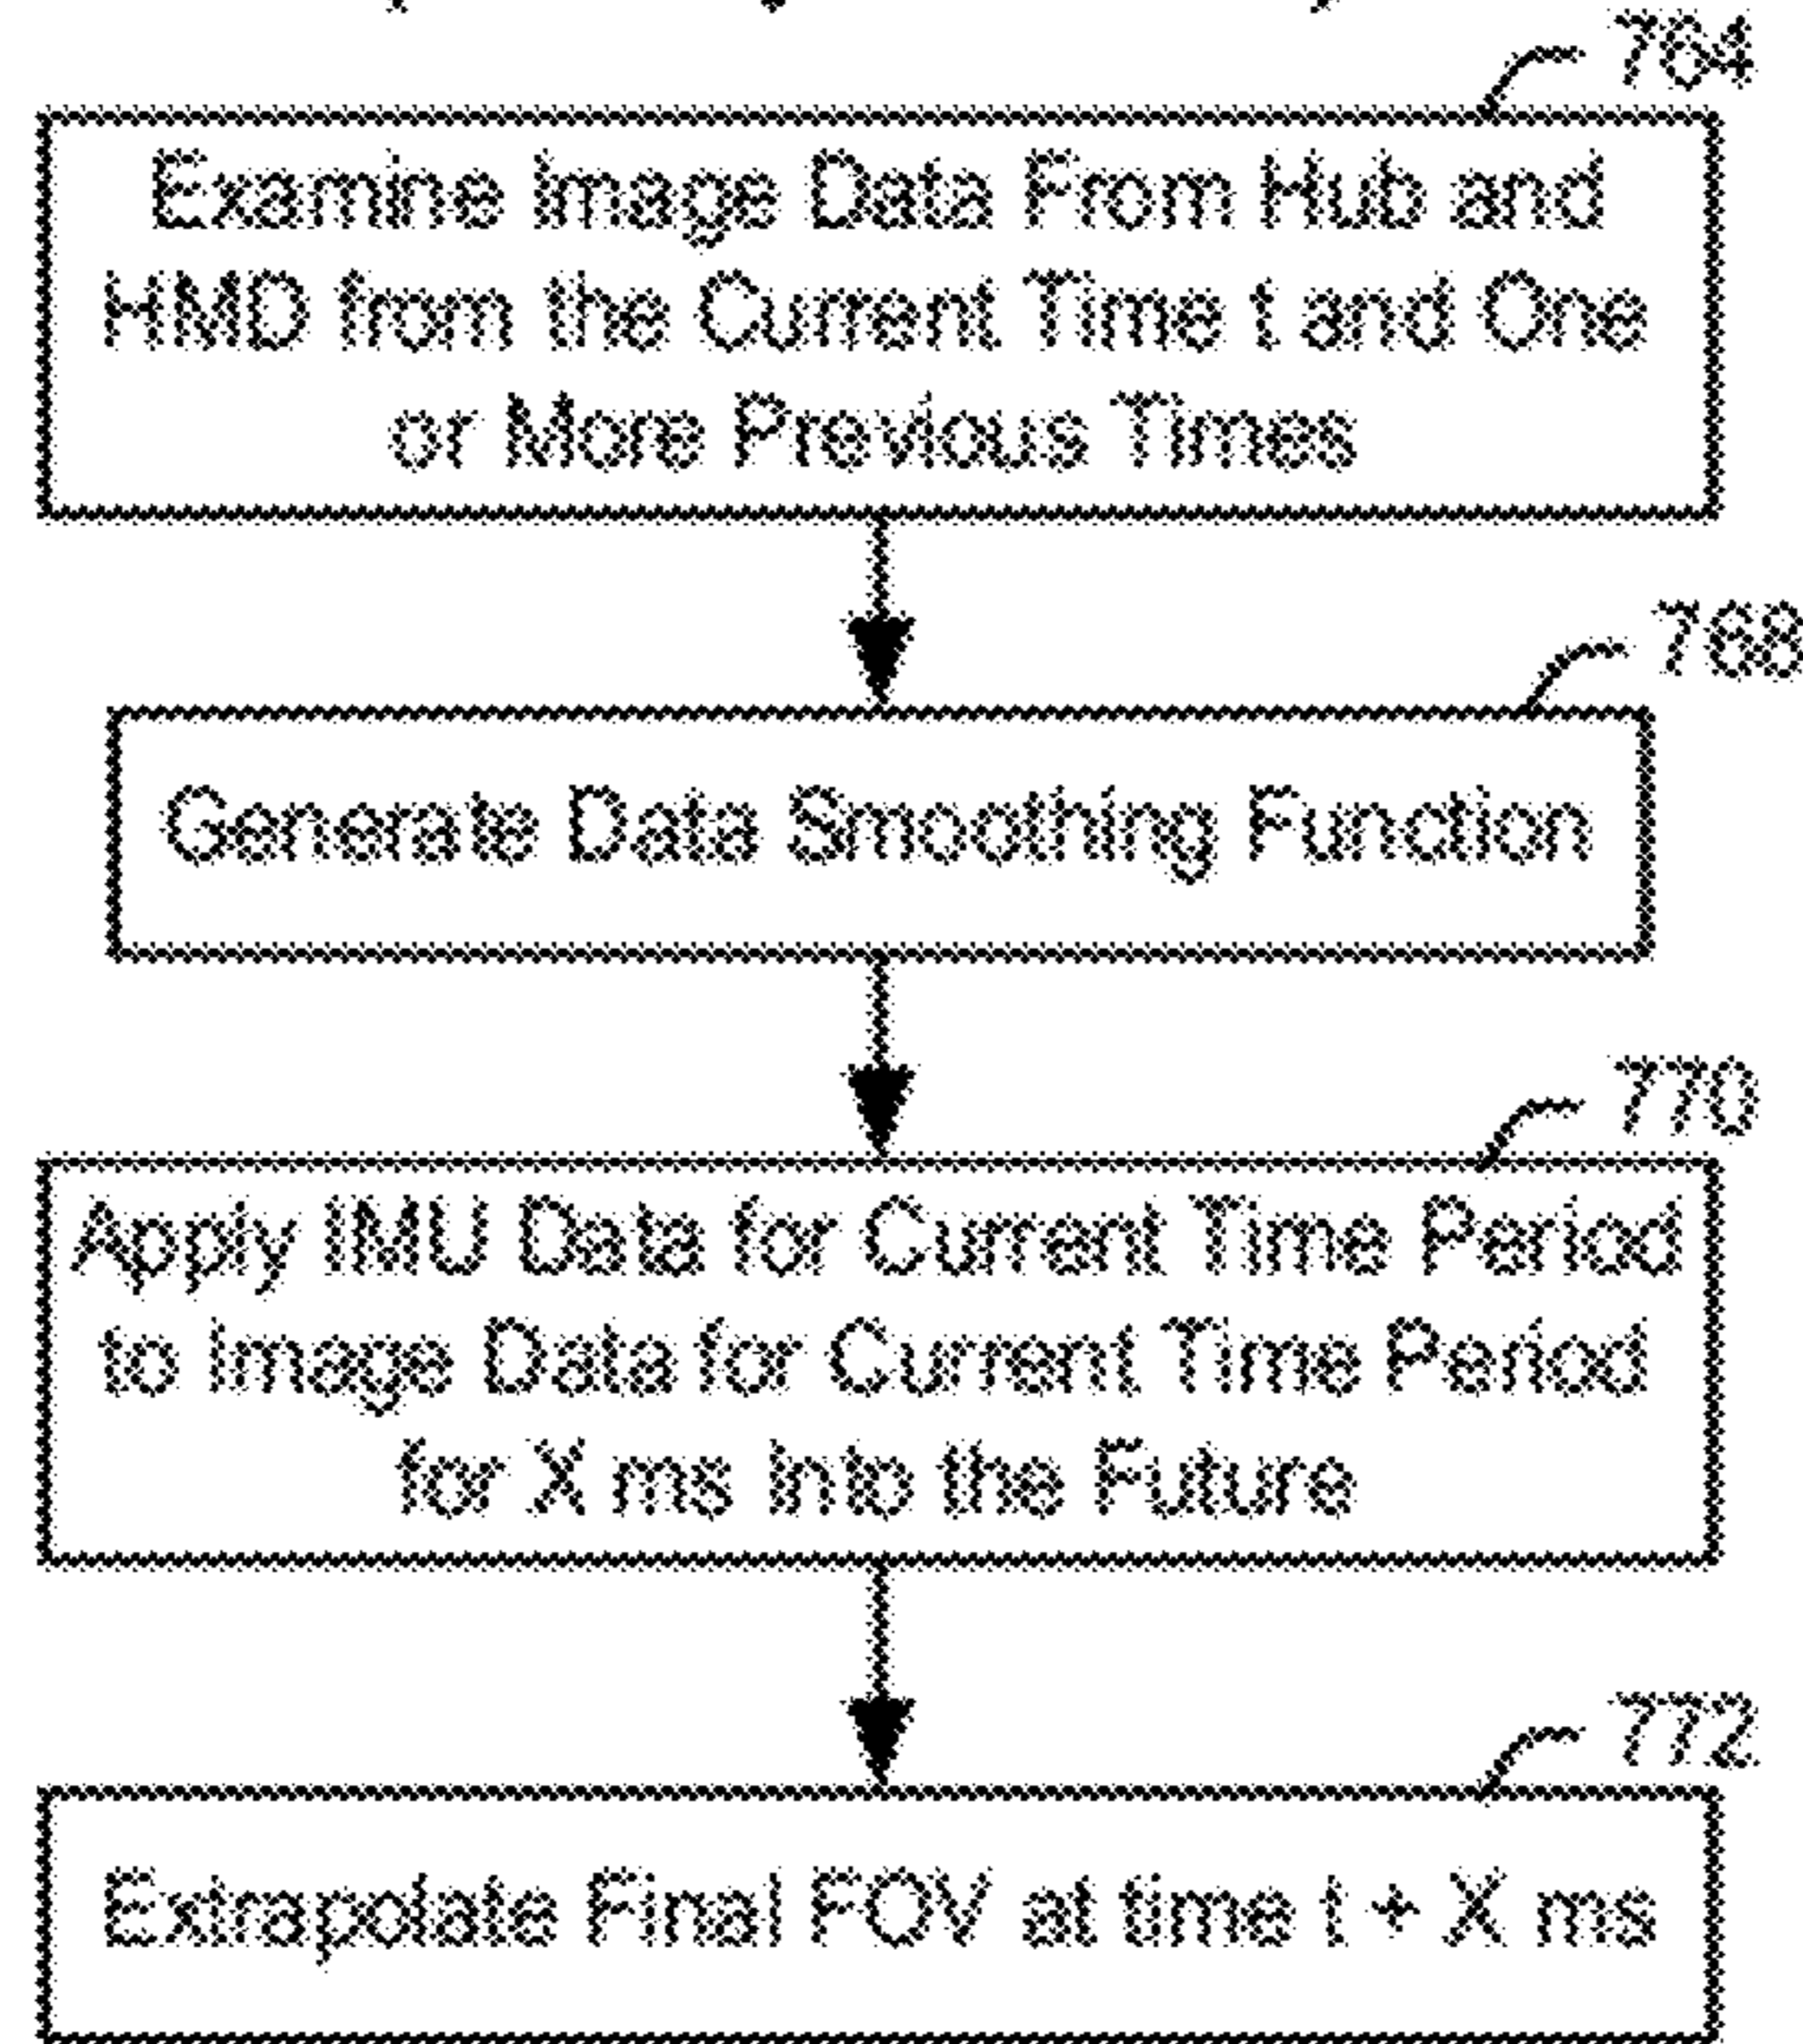 764
Examine Image Data From Hub and
HMD from the Current Time t and One
or More Previous Times
768
Generate Data Smoothing Function
770
Apply IMU Data for Current Time Period
to Image Data for Current Time Period
for X ms Into the Future
772
Extrapolate Final FOV at time t + X ms